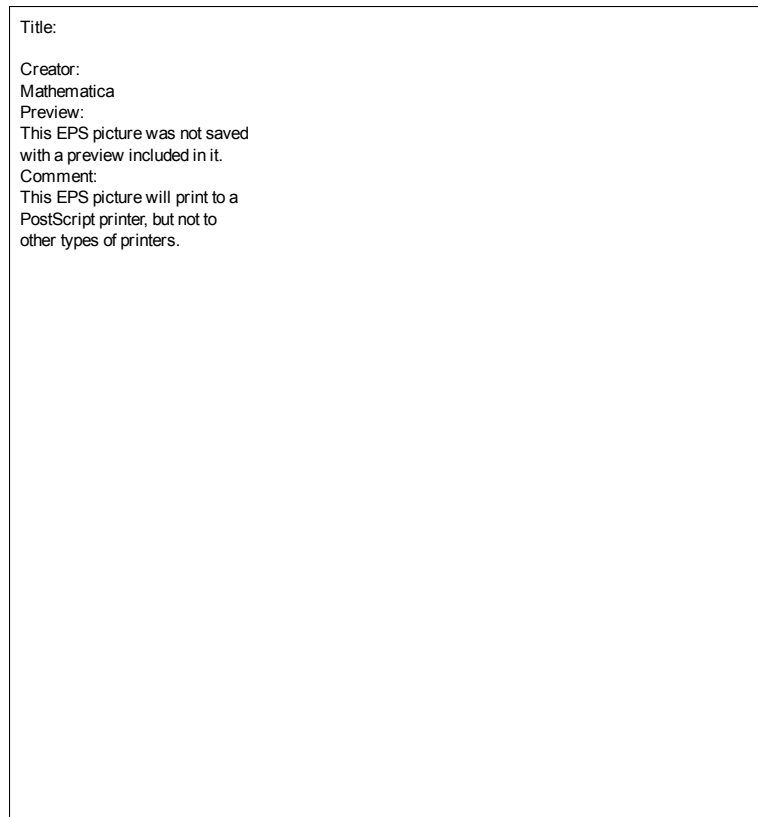 Title:
Creator:
Mathematica
Preview:
This EPS picture was not saved
with a preview included in it.
Comment:
This EPS picture will print to a
PostScript printer, but not to
other types of printers.